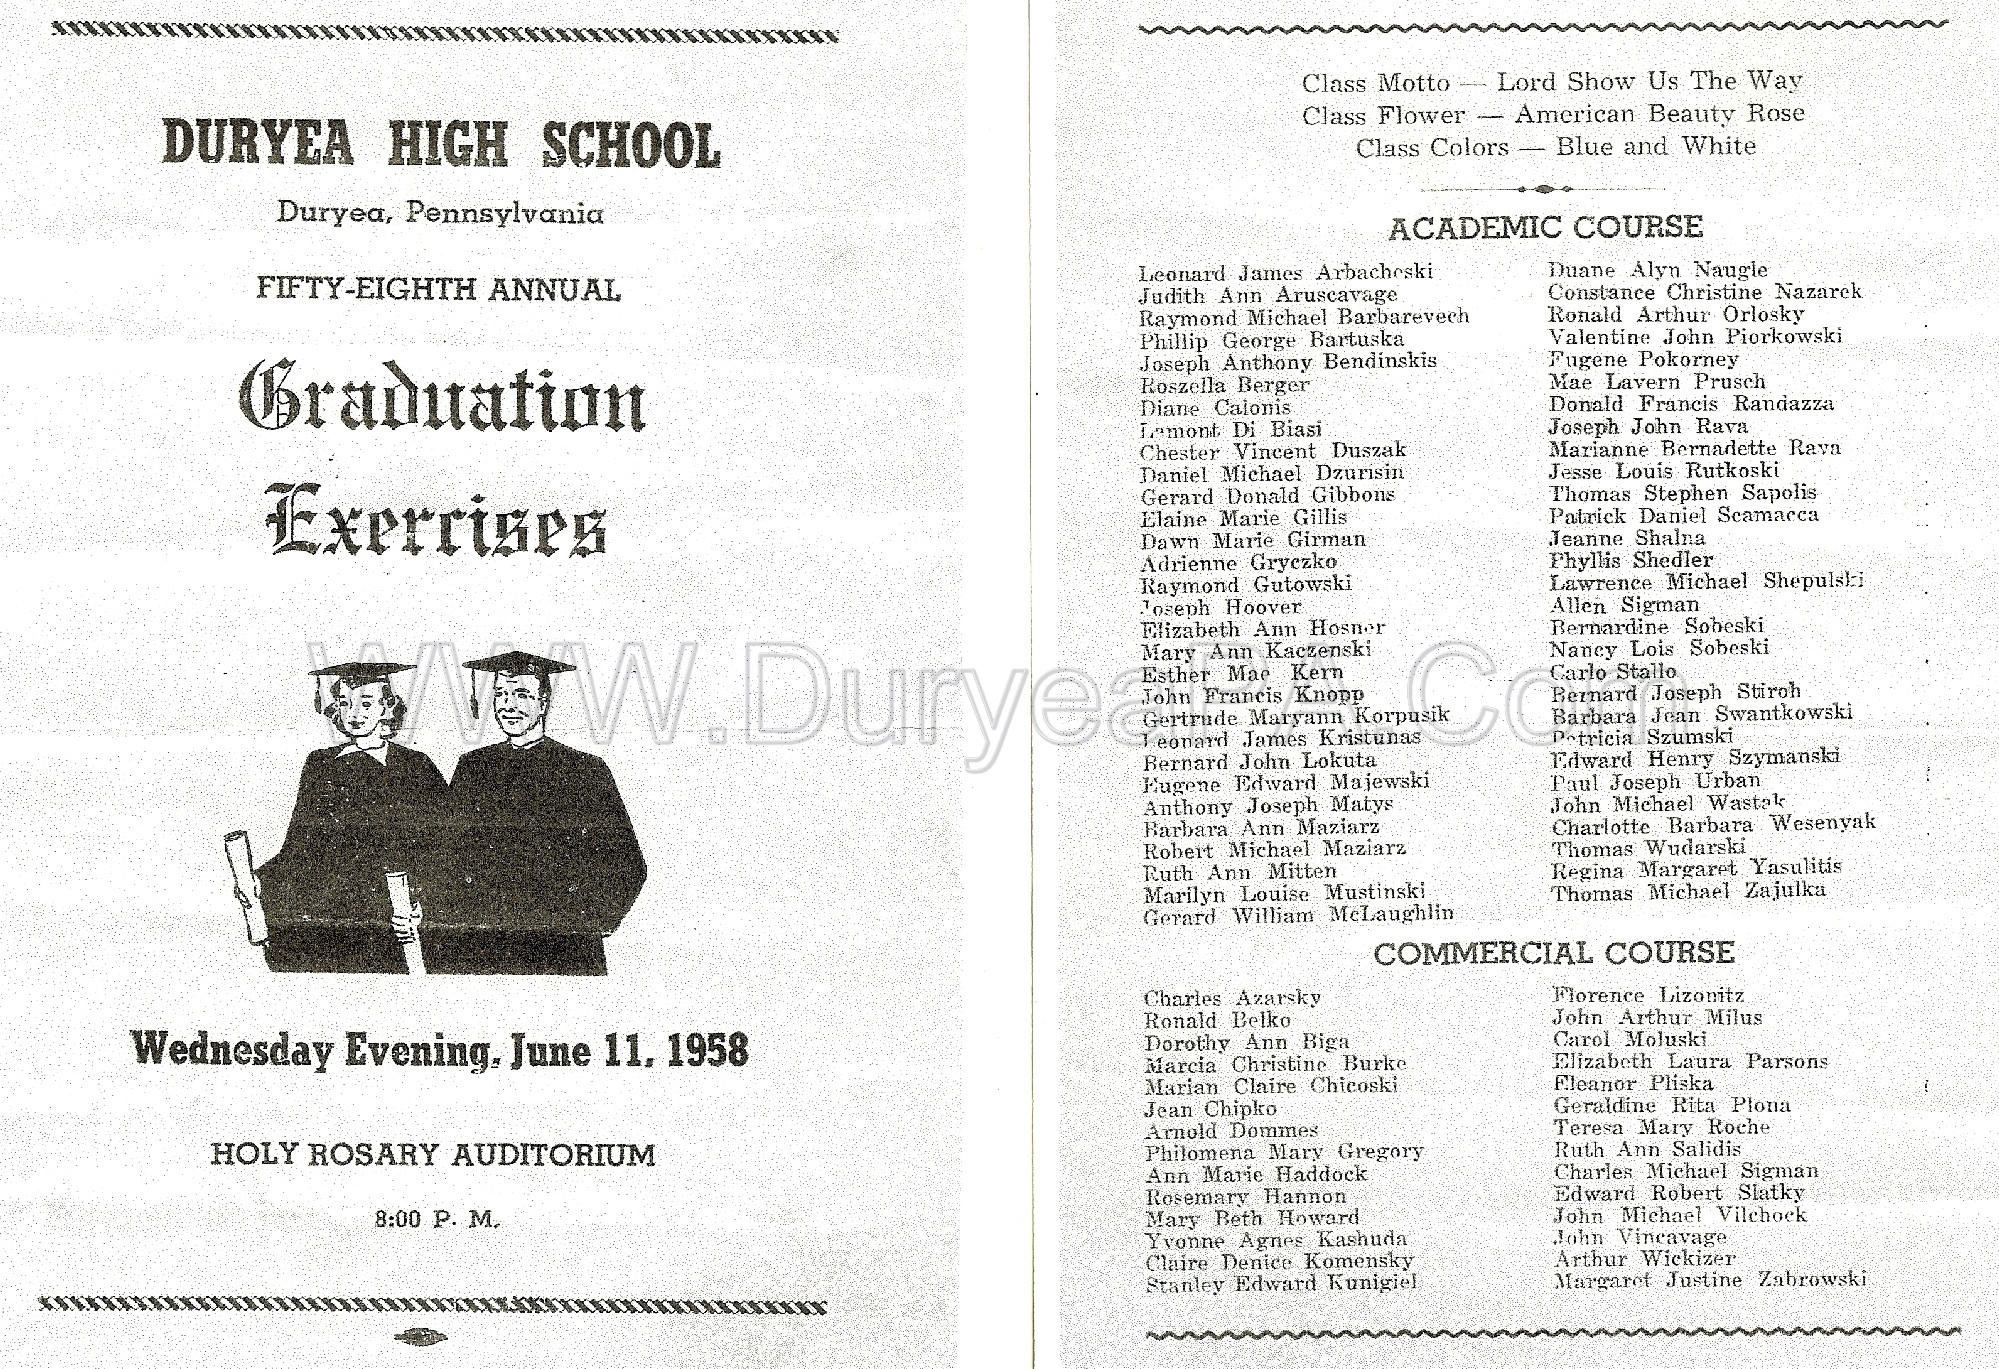 DURYEA HIGH SCHOOL
Duryea, Pennsylvania
FIFTY-EIGHTH ANNUAL
Graduation
Exercises
Wednesday Evening, June 11, 1958
HOLY ROSARY AUDITORIUM
8:00 P. M.
Class Motto — Lord Show Us The Way
Class Flower — American Beauty Rose
Class Colors — Blue and White
ACADEMIC COURSE
Leonard James Arbacheski
Judith Ann Aruscavage
Raymond Michael Barbarevech
Phillip George Bartuska
Joseph Anthony Bendinskis
Roszella Berger
Diane Calonis
Lamont Di Biasi
Chester Vincent Duszak
Daniel Michael Dzurisin
Gerard Donald Gibbons
Elaine Marie Gillis
Dawn Marie Girman
Adrienne Gryczko
Raymond Gutowski
Joseph Hoover
Elizabeth Ann Hosner
Mary Ann Kaczenski
Esther Mae Kern
John Francis Knopp
Gertrude Maryann Korpusik
Leonard James Kristunas
Bernard John Lokuta
Eugene Edward Majewski
Anthony Joseph Matys
Barbara Ann Maziarz
Robert Michael Maziarz
Ruth Ann Mitten
Marilyn Louise Mustinski
Gerard William McLaughlin
Duane Alyn Naugle
Constance Christine Nazarek
Ronald Arthur Orlosky
Valentine John Piorkowski
Eugene Pokorney
Mae Lavern Prusch
Donald Francis Randazza
Joseph John Rava
Marianne Bernadette Rava
Jesse Louis Rutkoski
Thomas Stephen Sapolis
Patrick Daniel Scamacca
Jeanne Shalna
Phyllis Shedler
Lawrence Michael Shepulski
Allen Sigman
Bernardine Sobeski
Nancy Lois Sobeski
Carlo Stallo
Bernard Joseph Stiroh
Barbara Jean Swantkowski
Patricia Szumski
Edward Henry Szymanski
Paul Joseph Urban
John Michael Wastak
Charlotte Barbara Wesenyak
Thomas Wudarski
Regina Margaret Yasulitis
Thomas Michael Zajulka
COMMERCIAL COURSE
Charles Azarsky
Ronald Belko
Dorothy Ann Biga
Marcia Christine Burke
Marian Claire Chicoski
Jean Chipko
Arnold Dommes
Philomena Mary Gregory
Ann Marie Haddock
Rosemary Hannon
Mary Beth Howard
Yvonne Agnes Kashuda
Claire Denice Komensky
Stanley Edward Kunigiel
Florence Lizonitz
John Arthur Milus
Carol Moluski
Elizabeth Laura Parsons
Eleanor Pliska
Geraldine Rita Plona
Teresa Mary Roche
Ruth Ann Salidis
Charles Michael Sigman
Edward Robert Slatky
John Michael Vilchock
John Vincavage
Arthur Wickizer
Margaret Justine Zabrowski
WWW.DuryeaPA.Com